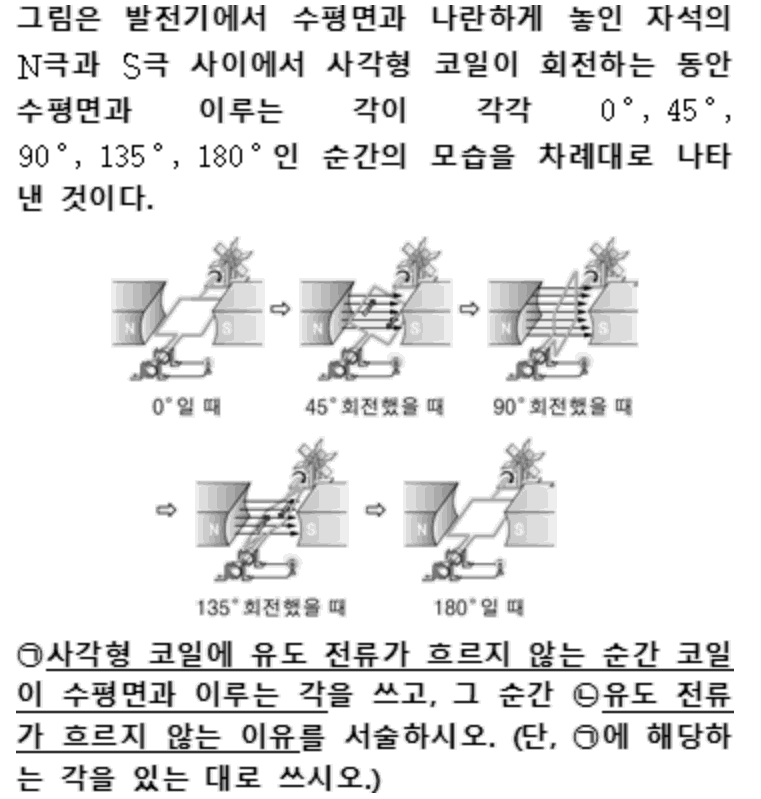 그림은 발전기에서 수평면과 나란하게 놓인 자석의
N극과 S극 사이에서 사각형 코일이 회전하는 동안
수평면과 이루는 각이 각각 0°, 45°,
90°, 135°, 180°인 순간의 모습을 차례대로 나타
낸 것이다.
N S N S N S
0°일 때 45°회전했을 때 90°회전했을 때
N S N S
135°회전했을 때 180°일 때
㉠사각형 코일에 유도 전류가 흐르지 않는 순간 코일
이 수평면과 이루는 각을 쓰고, 그 순간 ㉡유도 전류
가 흐르지 않는 이유를 서술하시오. (단, ㉠에 해당하
는 각을 있는 대로 쓰시오.)